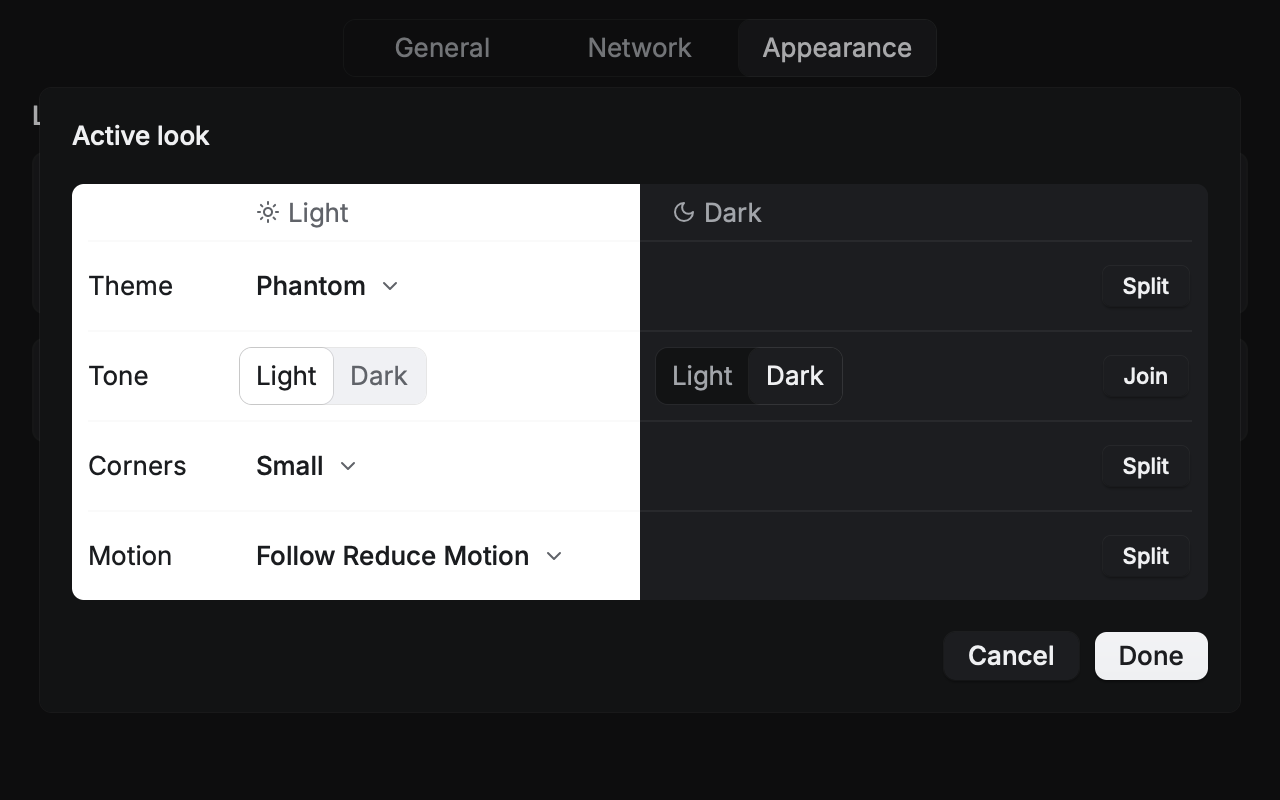 General Network Appearance
Active look
Light Dark
Theme Phantom Split
Tone Light Dark Light Dark Join
Corners Small Split
Motion Follow Reduce Motion Split
Cancel Done